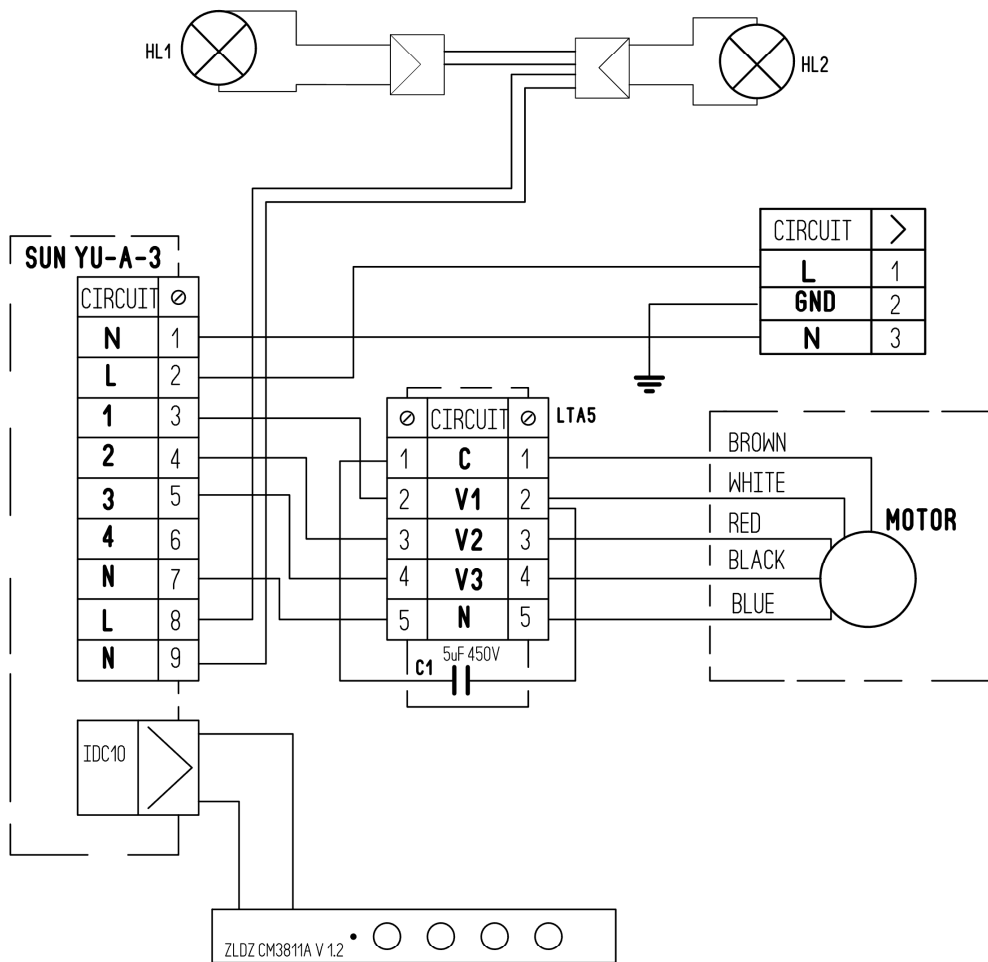 HL1
HL2
CIRCUIT
L 1
GND 2
N 3
SUN YU-A-3
CIRCUIT
N 1
L 2
1 3
2 4
3 5
4 6
N 7
L 8
N 9
CIRCUIT LTA5
1 C 1
2 V1 2
3 V2 3
4 V3 4
5 N 5
C1 5uF 450V
BROWN
WHITE
RED
BLACK
BLUE
MOTOR
IDC10
ZLDZ CM3811A V 1.2